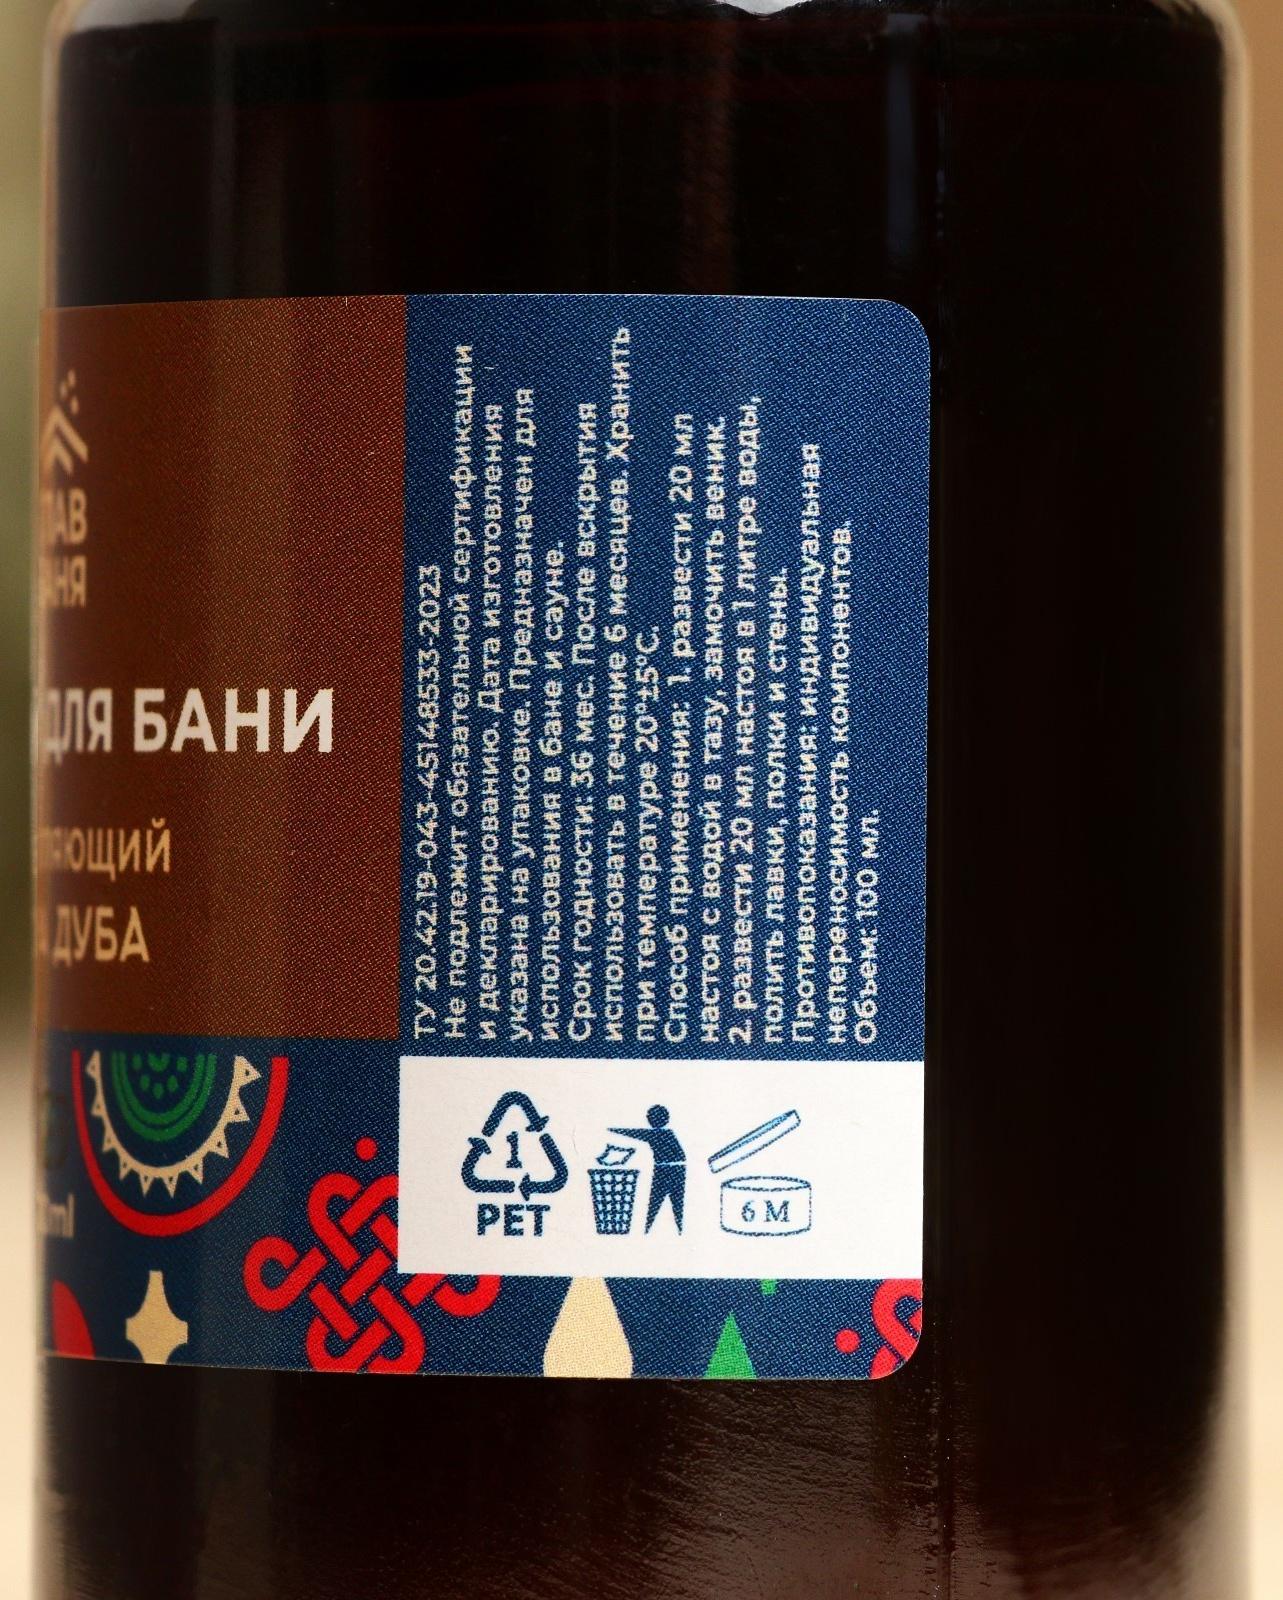 ДЛЯ БАНИ
ДУБА
ТУ 20.42.19-043-45148533-2023
Не подлежит обязательной сертификации
и декларированию. Дата изготовления
указана на упаковке. Предназначен для
использования в бане и сауне.
Срок годности: 36 мес. После вскрытия
использовать в течение 6 месяцев. Хранить
при температуре 20°±5°С.
Способ применения: 1. развести 20 мл
настоя с водой в тазу, замочить веник.
2. развести 20 мл настоя в 1 литре воды,
полить лавки, полки и стены.
Противопоказания: индивидуальная
непереносимость компонентов.
Объем: 100 мл.
1
PET
6 M